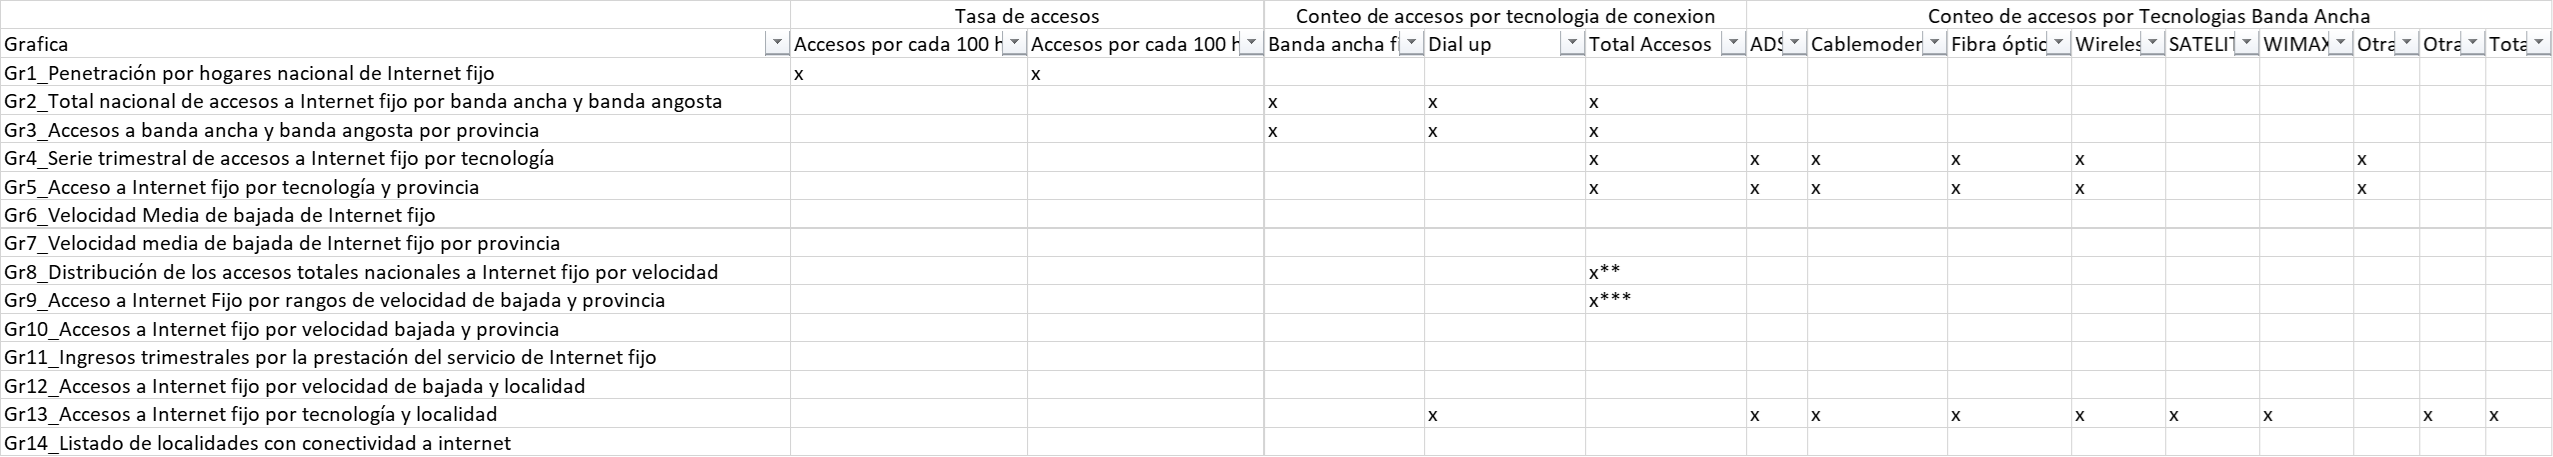 Tasa de accesos Conteo de accesos por tecnologia de conexion Conteo de accesos por Tecnologias Banda Ancha
Grafica Accesos por cada 100 h Accesos por cada 100 h Banda ancha fi Dial up Total Accesos ADS Cablemoder Fibra óptic Wireles SATELIT WIMAX Otra Otra Tota
Gr1_Penetración por hogares nacional de Internet fijo x x
Gr2_Total nacional de accesos a Internet fijo por banda ancha y banda angosta x x x
Gr3_Accesos a banda ancha y banda angosta por provincia x x x
Gr4_Serie trimestral de accesos a Internet fijo por tecnología x x x x x x
Gr5_Acceso a Internet fijo por tecnología y provincia x x x x x x
Gr6_Velocidad Media de bajada de Internet fijo
Gr7_Velocidad media de bajada de Internet fijo por provincia
Gr8_Distribución de los accesos totales nacionales a Internet fijo por velocidad x**
Gr9_Acceso a Internet Fijo por rangos de velocidad de bajada y provincia x***
Gr10_Accesos a Internet fijo por velocidad bajada y provincia
Gr11_Ingresos trimestrales por la prestación del servicio de Internet fijo
Gr12_Accesos a Internet fijo por velocidad de bajada y localidad
Gr13_Accesos a Internet fijo por tecnología y localidad x x x x x x x x x
Gr14_Listado de localidades con conectividad a internet